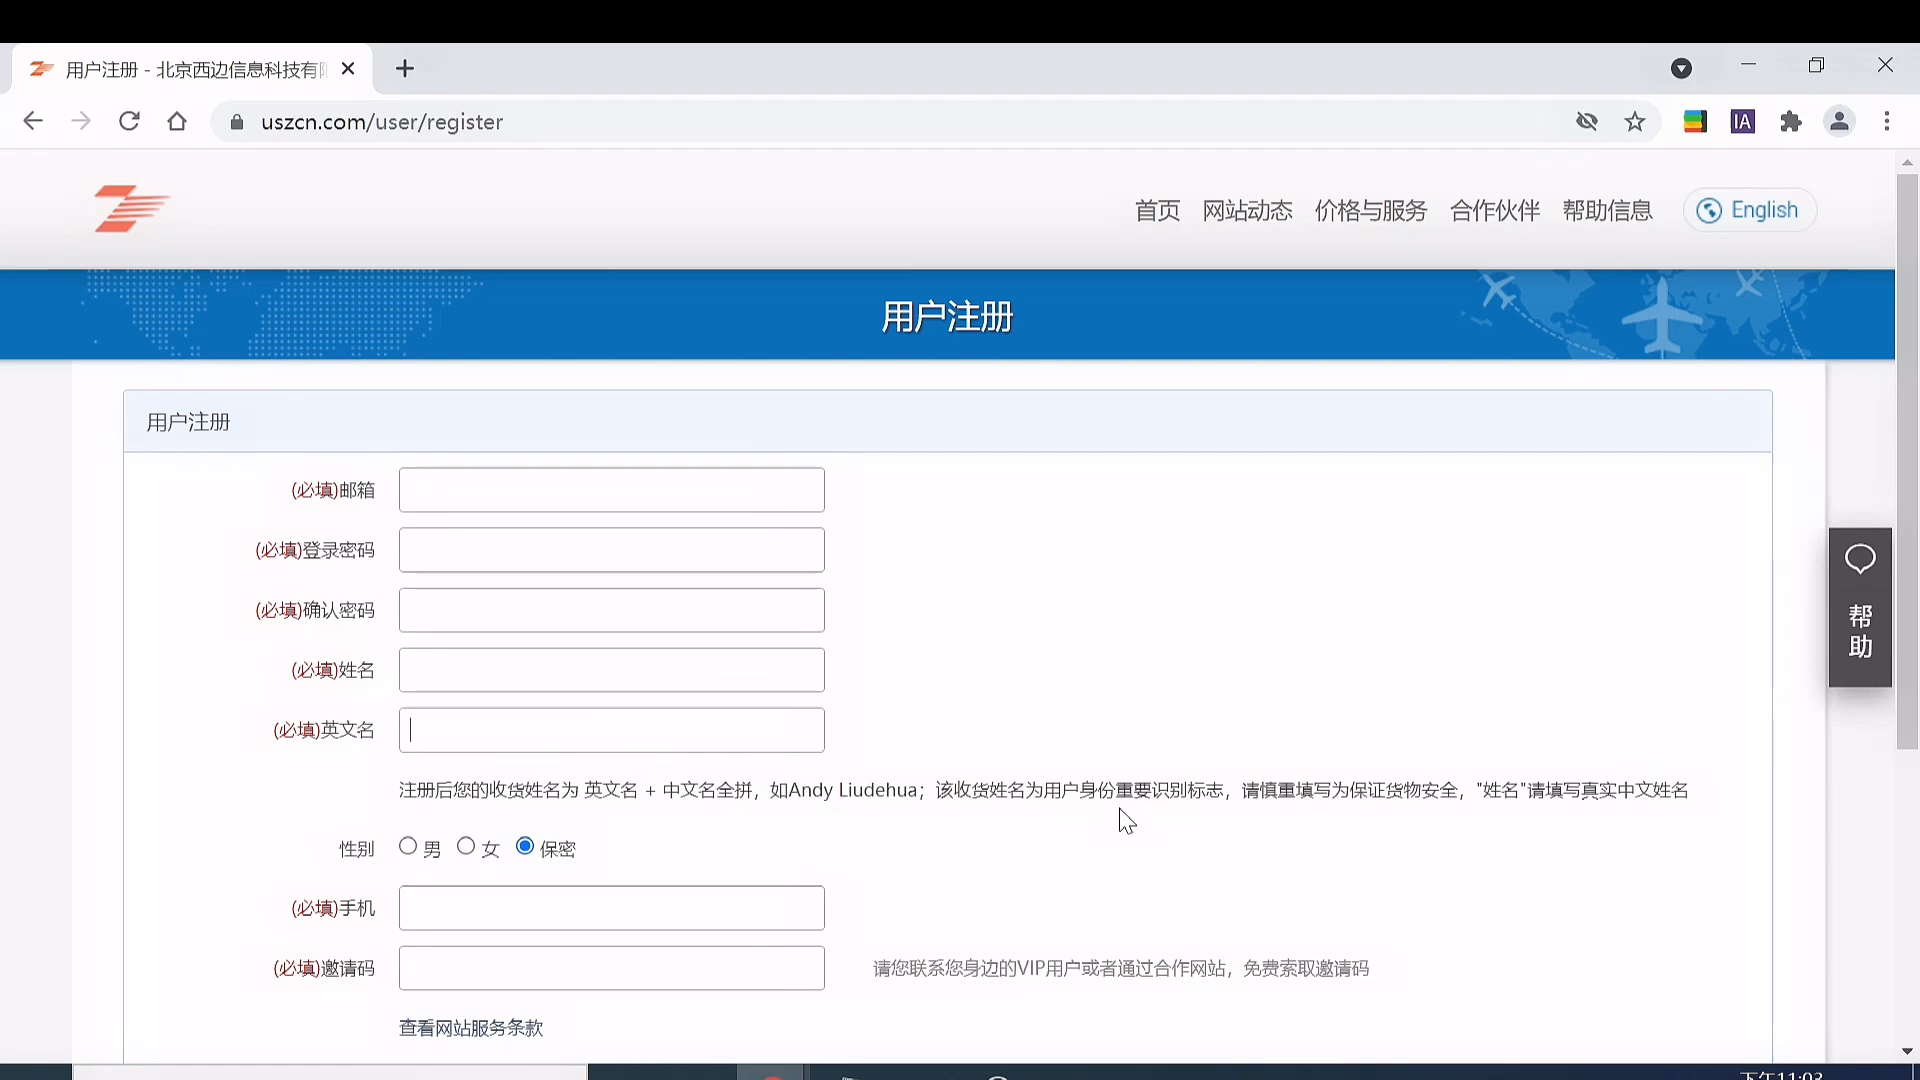 用户注册 - 北京西边信息科技有
uszcn.com/user/register
IA
首页 网站动态 价格与服务 合作伙伴 帮助信息 English
用户注册
用户注册
(必填)邮箱
(必填)登录密码
(必填)确认密码
(必填)姓名
(必填)英文名
注册后您的收货姓名为 英文名 + 中文名全拼，如Andy Liudehua；该收货姓名为用户身份重要识别标志，请慎重填写为保证货物安全，"姓名"请填写真实中文姓名
性别 男 女 保密
(必填)手机
(必填)邀请码 请您联系您身边的VIP用户或者通过合作网站，免费索取邀请码
查看网站服务条款
帮助